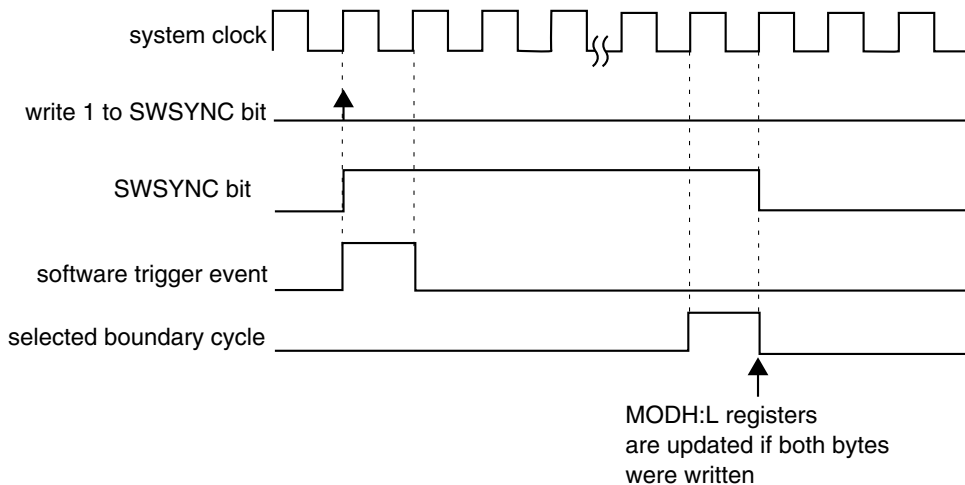 system clock
write 1 to SWSYNC bit
SWSYNC bit
software trigger event
selected boundary cycle
MODH:L registers
are updated if both bytes
were written